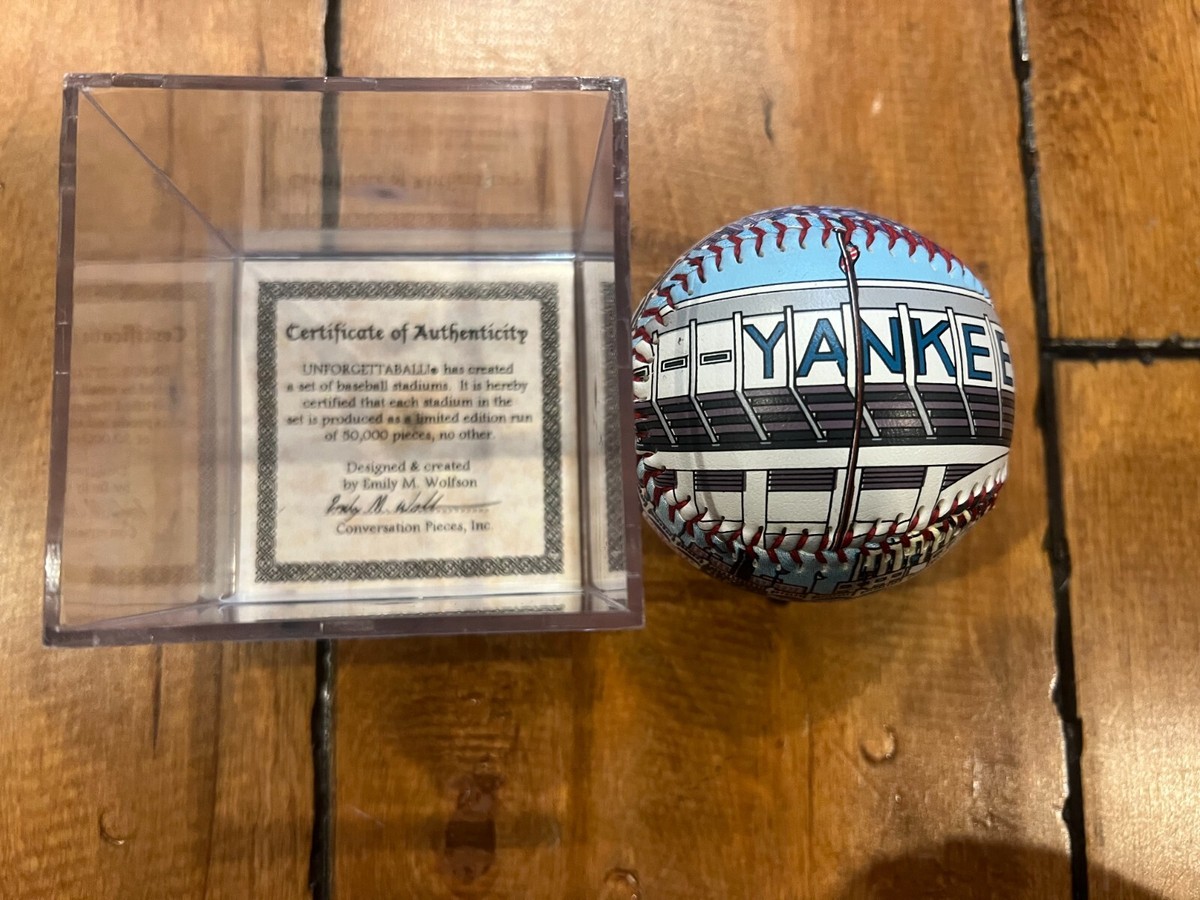 Certificate of Authenticity
UNFORGETTABALL!® has created
a set of baseball stadiums. It is hereby
certified that each stadium in the
set is produced as a limited edition run
of 50,000 pieces, no other.
Designed & created
by Emily M. Wolfson
Conversation Pieces, Inc.
YANKEE